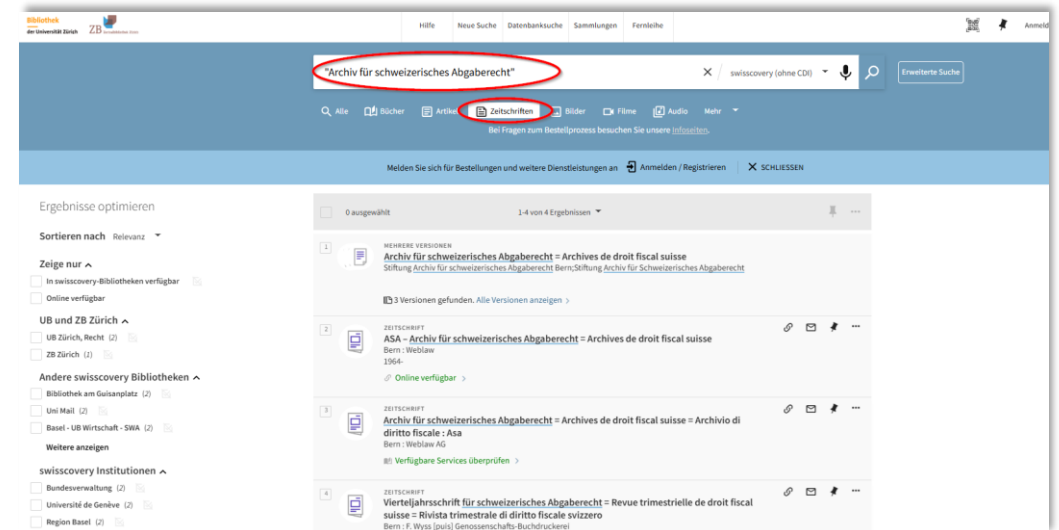 Bibliothek
der Universität Zürich
ZB
Hilfe Neue Suche Datenbanksuche Sammlungen Fernleihe
Anmeld
"Archiv für schweizerisches Abgaberecht"
swisscovery (ohne CDI)
Erweiterte Suche
Alle Bücher Artikel Zeitschriften Bilder Filme Audio Mehr
Bei Fragen zum Bestellprozess besuchen Sie unsere Infoseiten.
Melden Sie sich für Bestellungen und weitere Dienstleistungen an Anmelden / Registrieren SCHLIESSEN
Ergebnisse optimieren
Sortieren nach Relevanz
Zeige nur
In swisscovery-Bibliotheken verfügbar
Online verfügbar
UB und ZB Zürich
UB Zürich, Recht (2)
ZB Zürich (1)
Andere swisscovery Bibliotheken
Bibliothek am Guisanplatz (2)
Uni Mail (2)
Basel - UB Wirtschaft - SWA (2)
Weitere anzeigen
swisscovery Institutionen
Bundesverwaltung (2)
Université de Genève (2)
Region Basel (2)
0 ausgewählt
1-4 von 4 Ergebnissen
1
MEHRERE VERSIONEN
Archiv für schweizerisches Abgaberecht = Archives de droit fiscal suisse
Stiftung Archiv für schweizerisches Abgaberecht Bern;Stiftung Archiv für Schweizerisches Abgaberecht
3 Versionen gefunden. Alle Versionen anzeigen
2
ZEITSCHRIFT
ASA – Archiv für schweizerisches Abgaberecht = Archives de droit fiscal suisse
Bern : Weblaw
1964-
Online verfügbar
3
ZEITSCHRIFT
Archiv für schweizerisches Abgaberecht = Archives de droit fiscal suisse = Archivio di
diritto fiscale : Asa
Bern : Weblaw AG
Verfügbare Services überprüfen
4
ZEITSCHRIFT
Vierteljahrsschrift für schweizerisches Abgaberecht = Revue trimestrielle de droit fiscal
suisse = Rivista trimestrale di diritto fiscale svizzero
Bern : F. Wyss [puis] Genossenschafts-Buchdruckerei